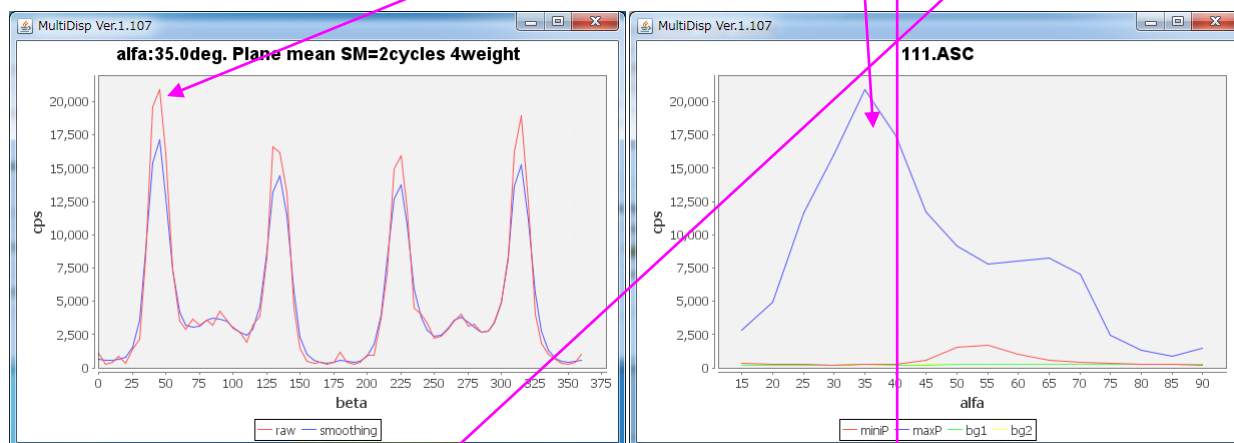 MultiDisp Ver.1.107
alfa:35.0deg. Plane mean SM=2cycles 4weight
20,000
17,500
15,000
12,500
10,000
7,500
5,000
2,500
0
cps
0 25 50 75 100 125 150 175 200 225 250 275 300 325 350 375
beta
raw smoothing
MultiDisp Ver.1.107
111.ASC
20,000
17,500
15,000
12,500
10,000
7,500
5,000
2,500
0
cps
15 20 25 30 35 40 45 50 55 60 65 70 75 80 85 90
alfa
miniP maxP bg1 bg2